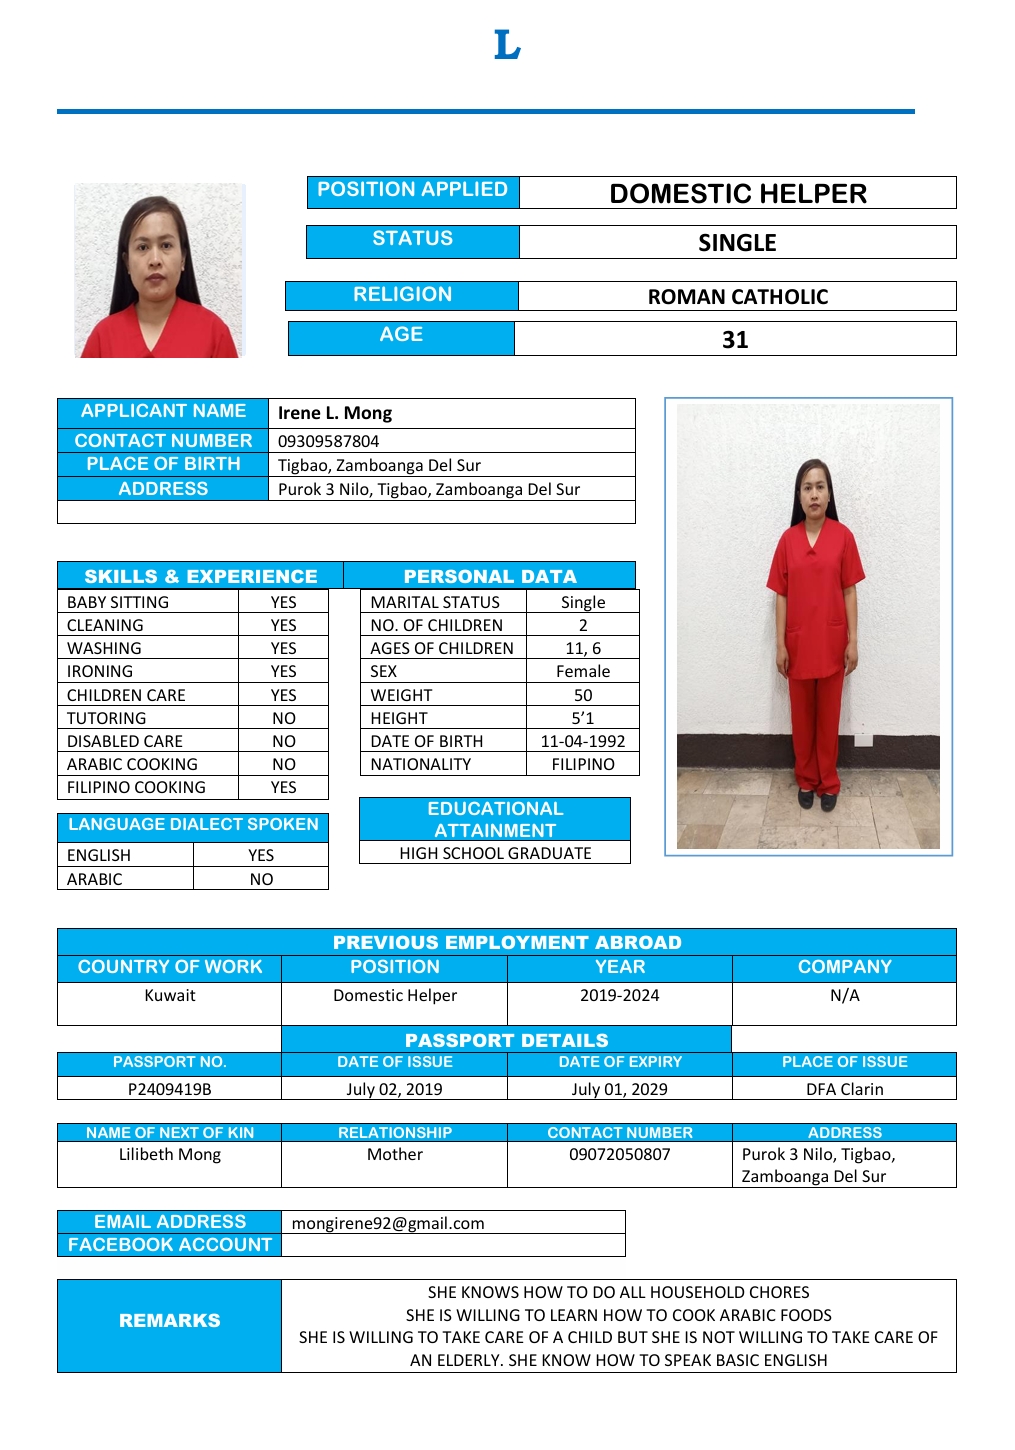 L
POSITION APPLIED DOMESTIC HELPER
STATUS SINGLE
RELIGION ROMAN CATHOLIC
AGE 31
APPLICANT NAME Irene L. Mong
CONTACT NUMBER 09309587804
PLACE OF BIRTH Tigbao, Zamboanga Del Sur
ADDRESS Purok 3 Nilo, Tigbao, Zamboanga Del Sur
SKILLS & EXPERIENCE
BABY SITTING YES
CLEANING YES
WASHING YES
IRONING YES
CHILDREN CARE YES
TUTORING NO
DISABLED CARE NO
ARABIC COOKING NO
FILIPINO COOKING YES
LANGUAGE DIALECT SPOKEN
ENGLISH YES
ARABIC NO
PERSONAL DATA
MARITAL STATUS Single
NO. OF CHILDREN 2
AGES OF CHILDREN 11, 6
SEX Female
WEIGHT 50
HEIGHT 5’1
DATE OF BIRTH 11-04-1992
NATIONALITY FILIPINO
EDUCATIONAL
ATTAINMENT
HIGH SCHOOL GRADUATE
PREVIOUS EMPLOYMENT ABROAD
COUNTRY OF WORK POSITION YEAR COMPANY
Kuwait Domestic Helper 2019-2024 N/A
PASSPORT DETAILS
PASSPORT NO. DATE OF ISSUE DATE OF EXPIRY PLACE OF ISSUE
P2409419B July 02, 2019 July 01, 2029 DFA Clarin
NAME OF NEXT OF KIN RELATIONSHIP CONTACT NUMBER ADDRESS
Lilibeth Mong Mother 09072050807 Purok 3 Nilo, Tigbao,
Zamboanga Del Sur
EMAIL ADDRESS mongirene92@gmail.com
FACEBOOK ACCOUNT
REMARKS
SHE KNOWS HOW TO DO ALL HOUSEHOLD CHORES
SHE IS WILLING TO LEARN HOW TO COOK ARABIC FOODS
SHE IS WILLING TO TAKE CARE OF A CHILD BUT SHE IS NOT WILLING TO TAKE CARE OF
AN ELDERLY. SHE KNOW HOW TO SPEAK BASIC ENGLISH